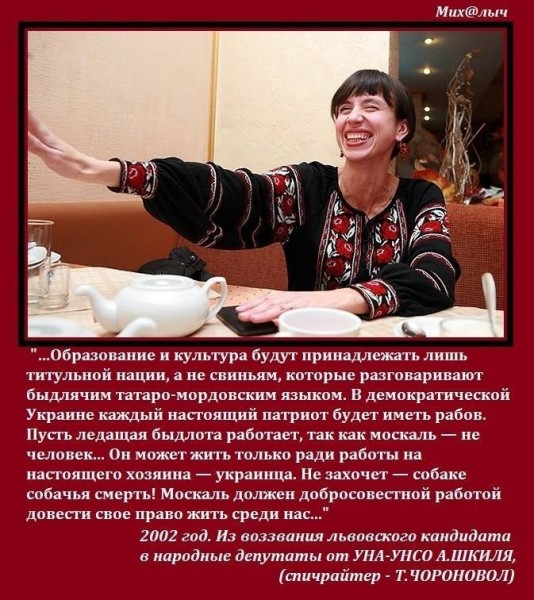 Мих@лыч
"...Образование и культура будут принадлежать лишь
титульной нации, а не свиньям, которые разговаривают
быдлячим татаро-мордовским языком. В демократической
Украине каждый настоящий патриот будет иметь рабов.
Пусть ледащая быдлота работает, так как москаль — не
человек... Он может жить только ради работы на
настоящего хозяина — украинца. Не захочет — собаке
собачья смерть! Москаль должен добросовестной работой
довести свое право жить среди нас..."
2002 год. Из воззвания львовского кандидата
в народные депутаты от УНА-УНСО А.ШКИЛЯ,
(спичрайтер - Т.ЧОРОНОВОЛ)